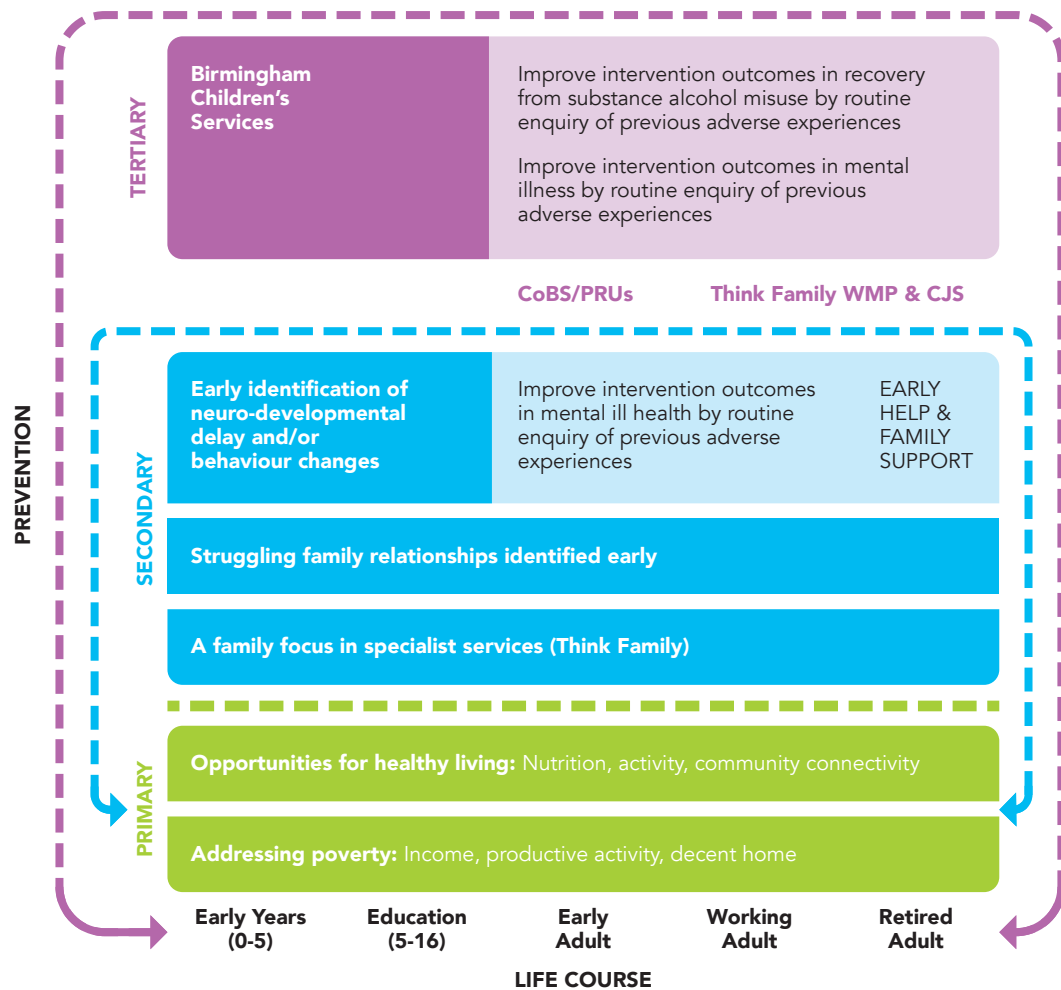 PREVENTION
TERTIARY
Birmingham
Children's
Services
Improve intervention outcomes in recovery
from substance alcohol misuse by routine
enquiry of previous adverse experiences
Improve intervention outcomes in mental
illness by routine enquiry of previous
adverse experiences
CoBS/PRUs
Think Family WMP & CJS
SECONDARY
Early identification of
neuro-developmental
delay and/or
behaviour changes
Improve intervention outcomes
in mental ill health by routine
enquiry of previous adverse
experiences
EARLY
HELP &
FAMILY
SUPPORT
Struggling family relationships identified early
A family focus in specialist services (Think Family)
PRIMARY
Opportunities for healthy living: Nutrition, activity, community connectivity
Addressing poverty: Income, productive activity, decent home
Early Years
(0-5)
Education
(5-16)
Early
Adult
Working
Adult
Retired
Adult
LIFE COURSE